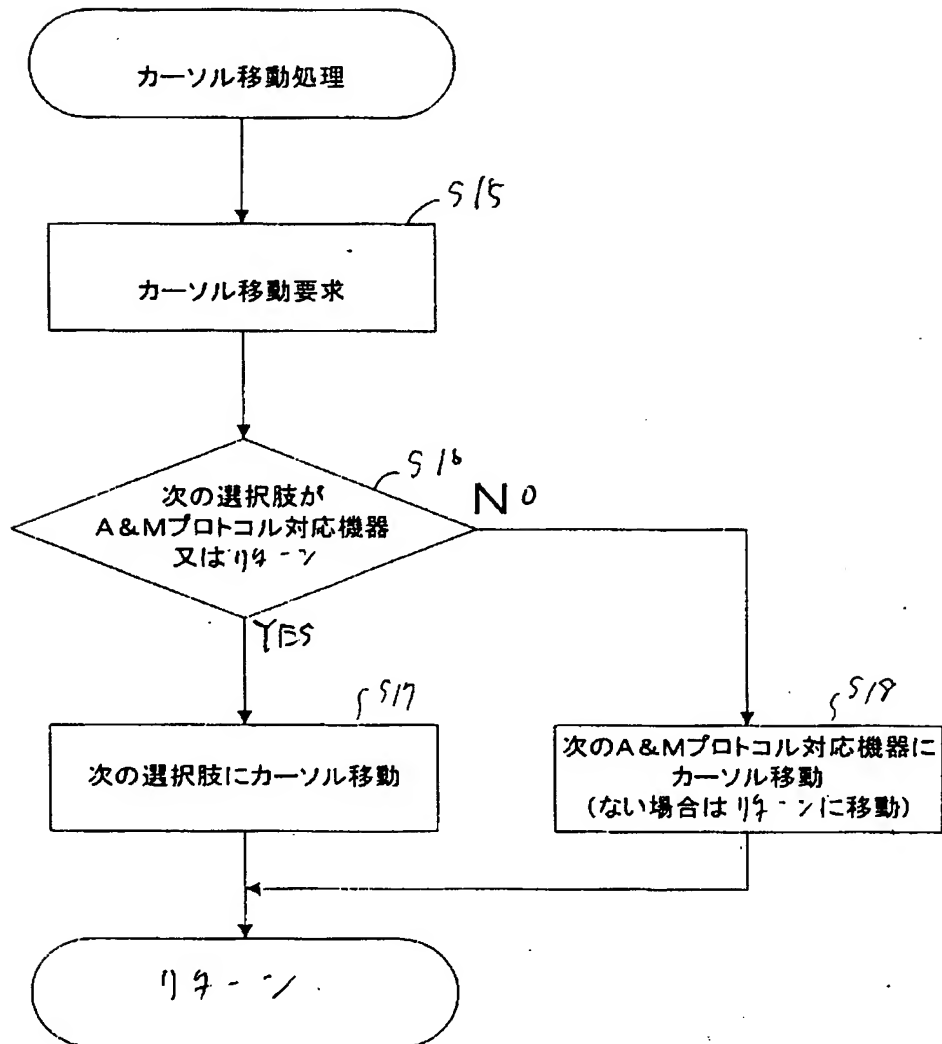 カーソル移動処理
S15
カーソル移動要求
S16
次の選択肢が
A&Mプロトコル対応機器
又はリターン
NO
YES
S17
次の選択肢にカーソル移動
S18
次のA&Mプロトコル対応機器に
カーソル移動
(ない場合はリターンに移動)
リターン